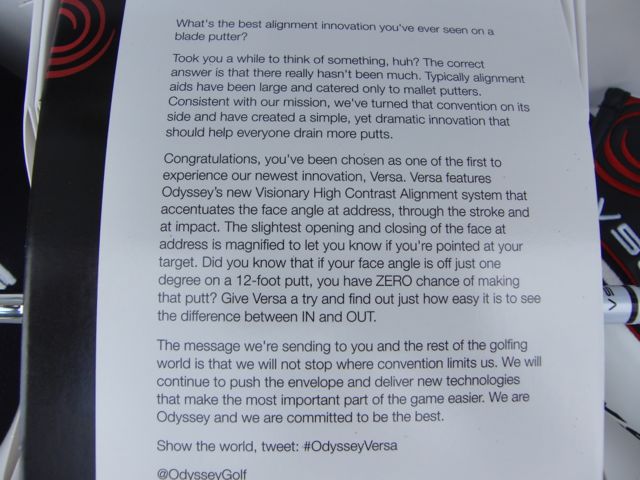 What's the best alignment innovation you've ever seen on a
blade putter?
Took you a while to think of something, huh? The correct
answer is that there really hasn't been much. Typically alignment
aids have been large and catered only to mallet putters.
Consistent with our mission, we've turned that convention on its
side and have created a simple, yet dramatic innovation that
should help everyone drain more putts.
Congratulations, you've been chosen as one of the first to
experience our newest innovation, Versa. Versa features
Odyssey's new Visionary High Contrast Alignment system that
accentuates the face angle at address, through the stroke and
at impact. The slightest opening and closing of the face at
address is magnified to let you know if you're pointed at your
target. Did you know that if your face angle is off just one
degree on a 12-foot putt, you have ZERO chance of making
that putt? Give Versa a try and find out just how easy it is to see
the difference between IN and OUT.
The message we're sending to you and the rest of the golfing
world is that we will not stop where convention limits us. We will
continue to push the envelope and deliver new technologies
that make the most important part of the game easier. We are
Odyssey and we are committed to be the best.
Show the world, tweet: #OdysseyVersa
@OdysseyGolf